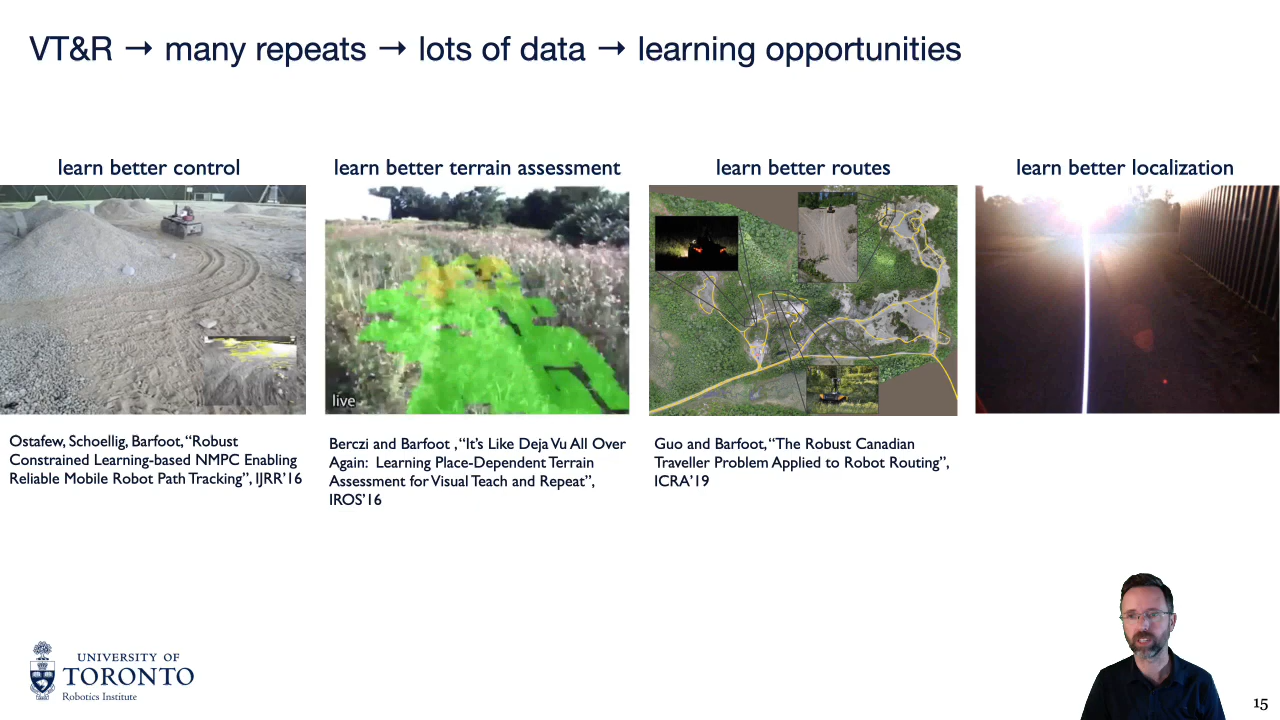 VT&R → many repeats → lots of data → learning opportunities
learn better control
learn better terrain assessment
learn better routes
learn better localization
live
Ostafew, Schoellig, Barfoot, “Robust
Constrained Learning-based NMPC Enabling
Reliable Mobile Robot Path Tracking”, IJRR’16
Berczi and Barfoot , “It’s Like Deja Vu All Over
Again: Learning Place-Dependent Terrain
Assessment for Visual Teach and Repeat”,
IROS’16
Guo and Barfoot, “The Robust Canadian
Traveller Problem Applied to Robot Routing”,
ICRA’19
UNIVERSITY OF
TORONTO
Robotics Institute
15